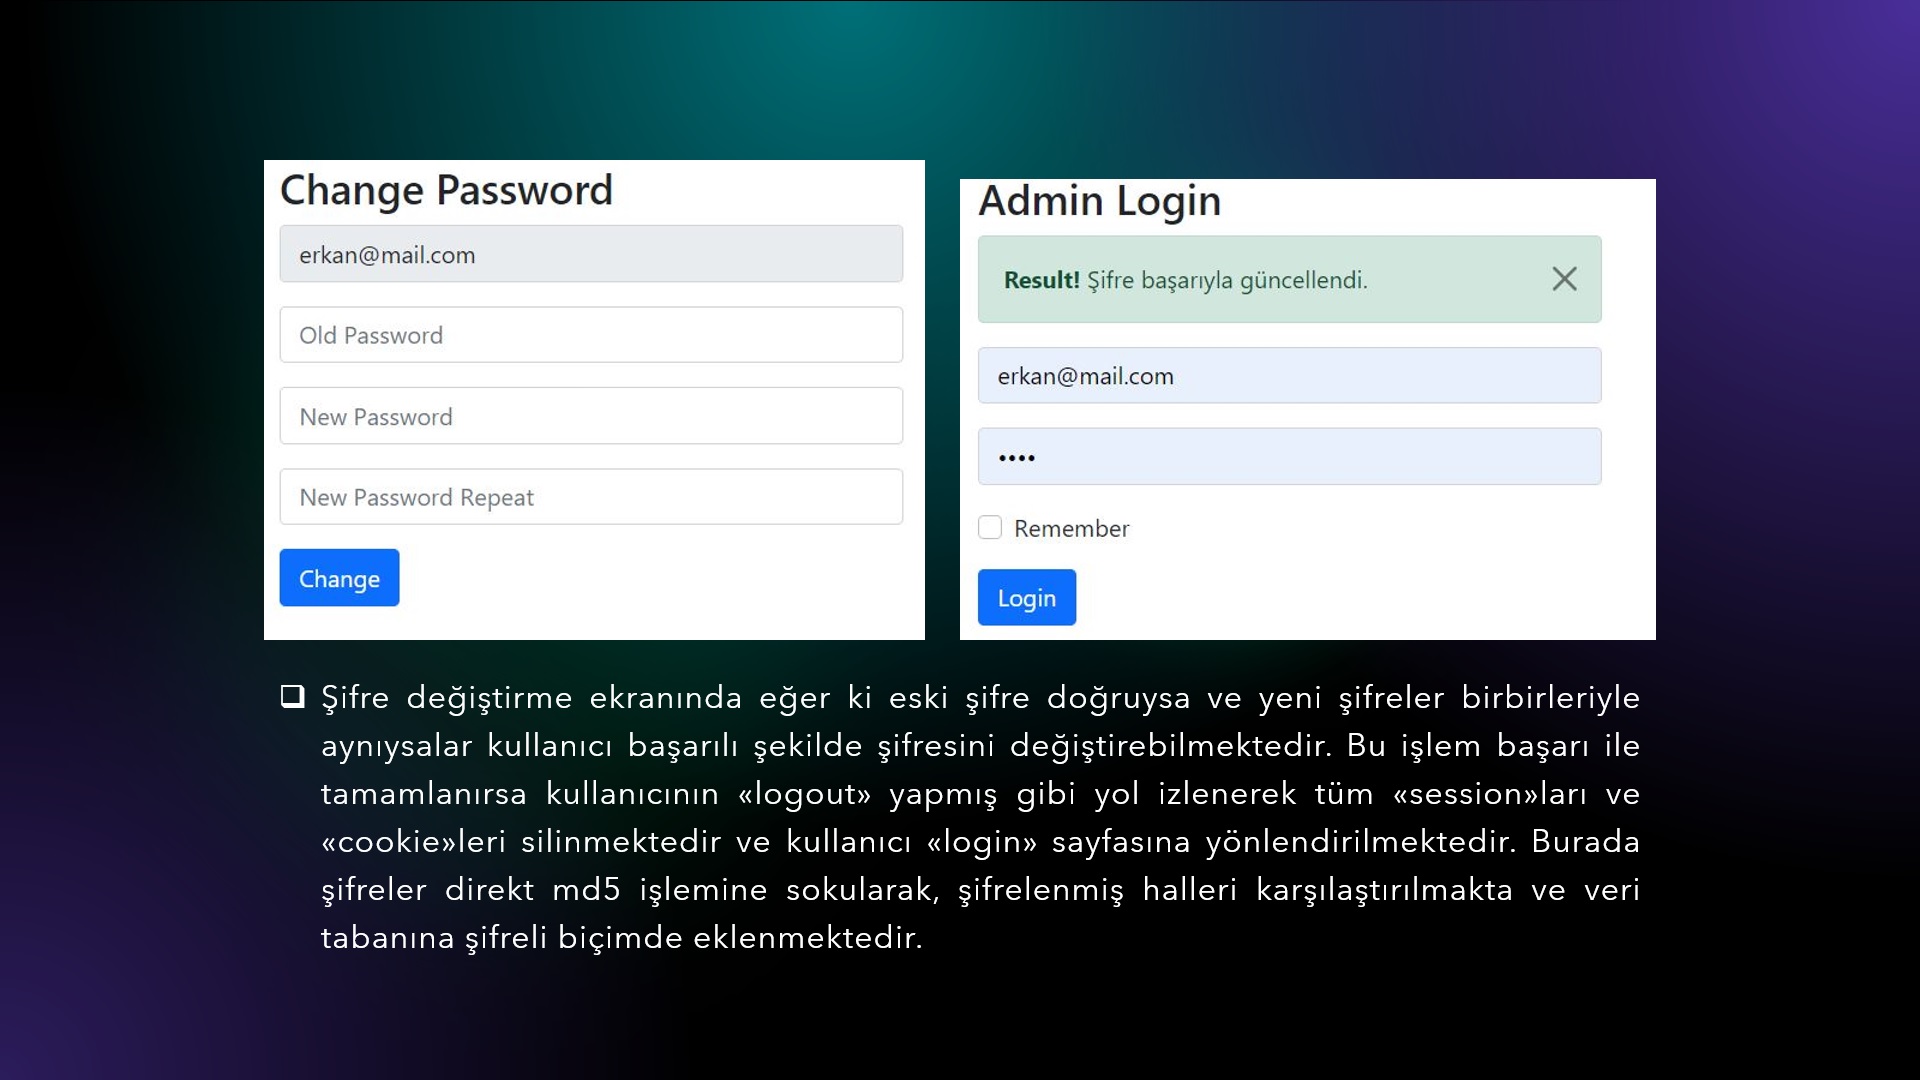 Change Password
erkan@mail.com
Old Password
New Password
New Password Repeat
Change
Admin Login
Result! Şifre başarıyla güncellendi.
erkan@mail.com
••••
Remember
Login
❑ Şifre değiştirme ekranında eğer ki eski şifre doğruysa ve yeni şifreler birbirleriyle
aynıysalar kullanıcı başarılı şekilde şifresini değiştirebilmektedir. Bu işlem başarı ile
tamamlanırsa kullanıcının «logout» yapmış gibi yol izlenerek tüm «session»ları ve
«cookie»leri silinmektedir ve kullanıcı «login» sayfasına yönlendirilmektedir. Burada
şifreler direkt md5 işlemine sokularak, şifrelenmiş halleri karşılaştırılmakta ve veri
tabanına şifreli biçimde eklenmektedir.